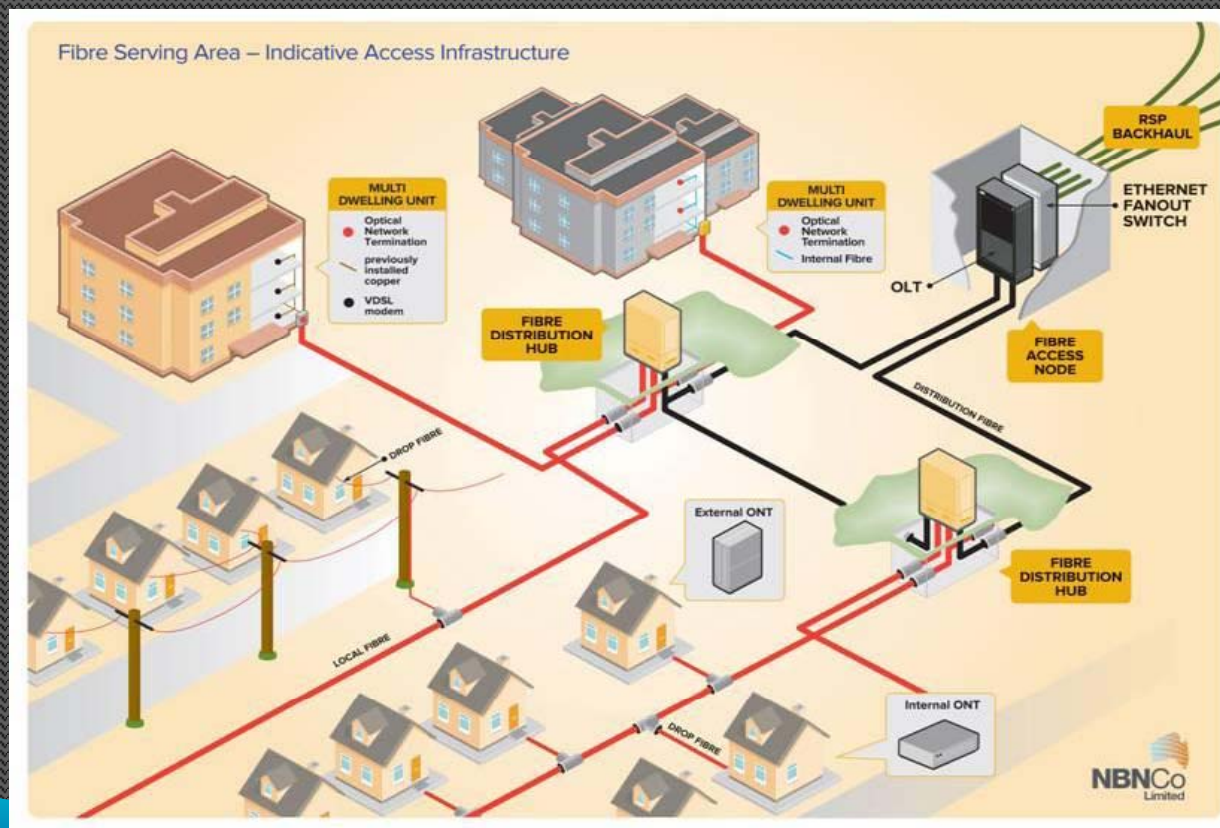 Fibre Serving Area – Indicative Access Infrastructure
MULTI
DWELLING UNIT
Optical
Network
Termination
previously
installed
copper
VDSL
modem
MULTI
DWELLING UNIT
Optical
Network
Termination
Internal Fibre
RSP
BACKHAUL
ETHERNET
FANOUT
SWITCH
OLT
FIBRE
ACCESS
NODE
FIBRE
DISTRIBUTION
HUB
DISTRIBUTION FIBRE
DROP FIBRE
External ONT
FIBRE
DISTRIBUTION
HUB
LOCAL FIBRE
Internal ONT
DROP FIBRE
NBNCo
Limited